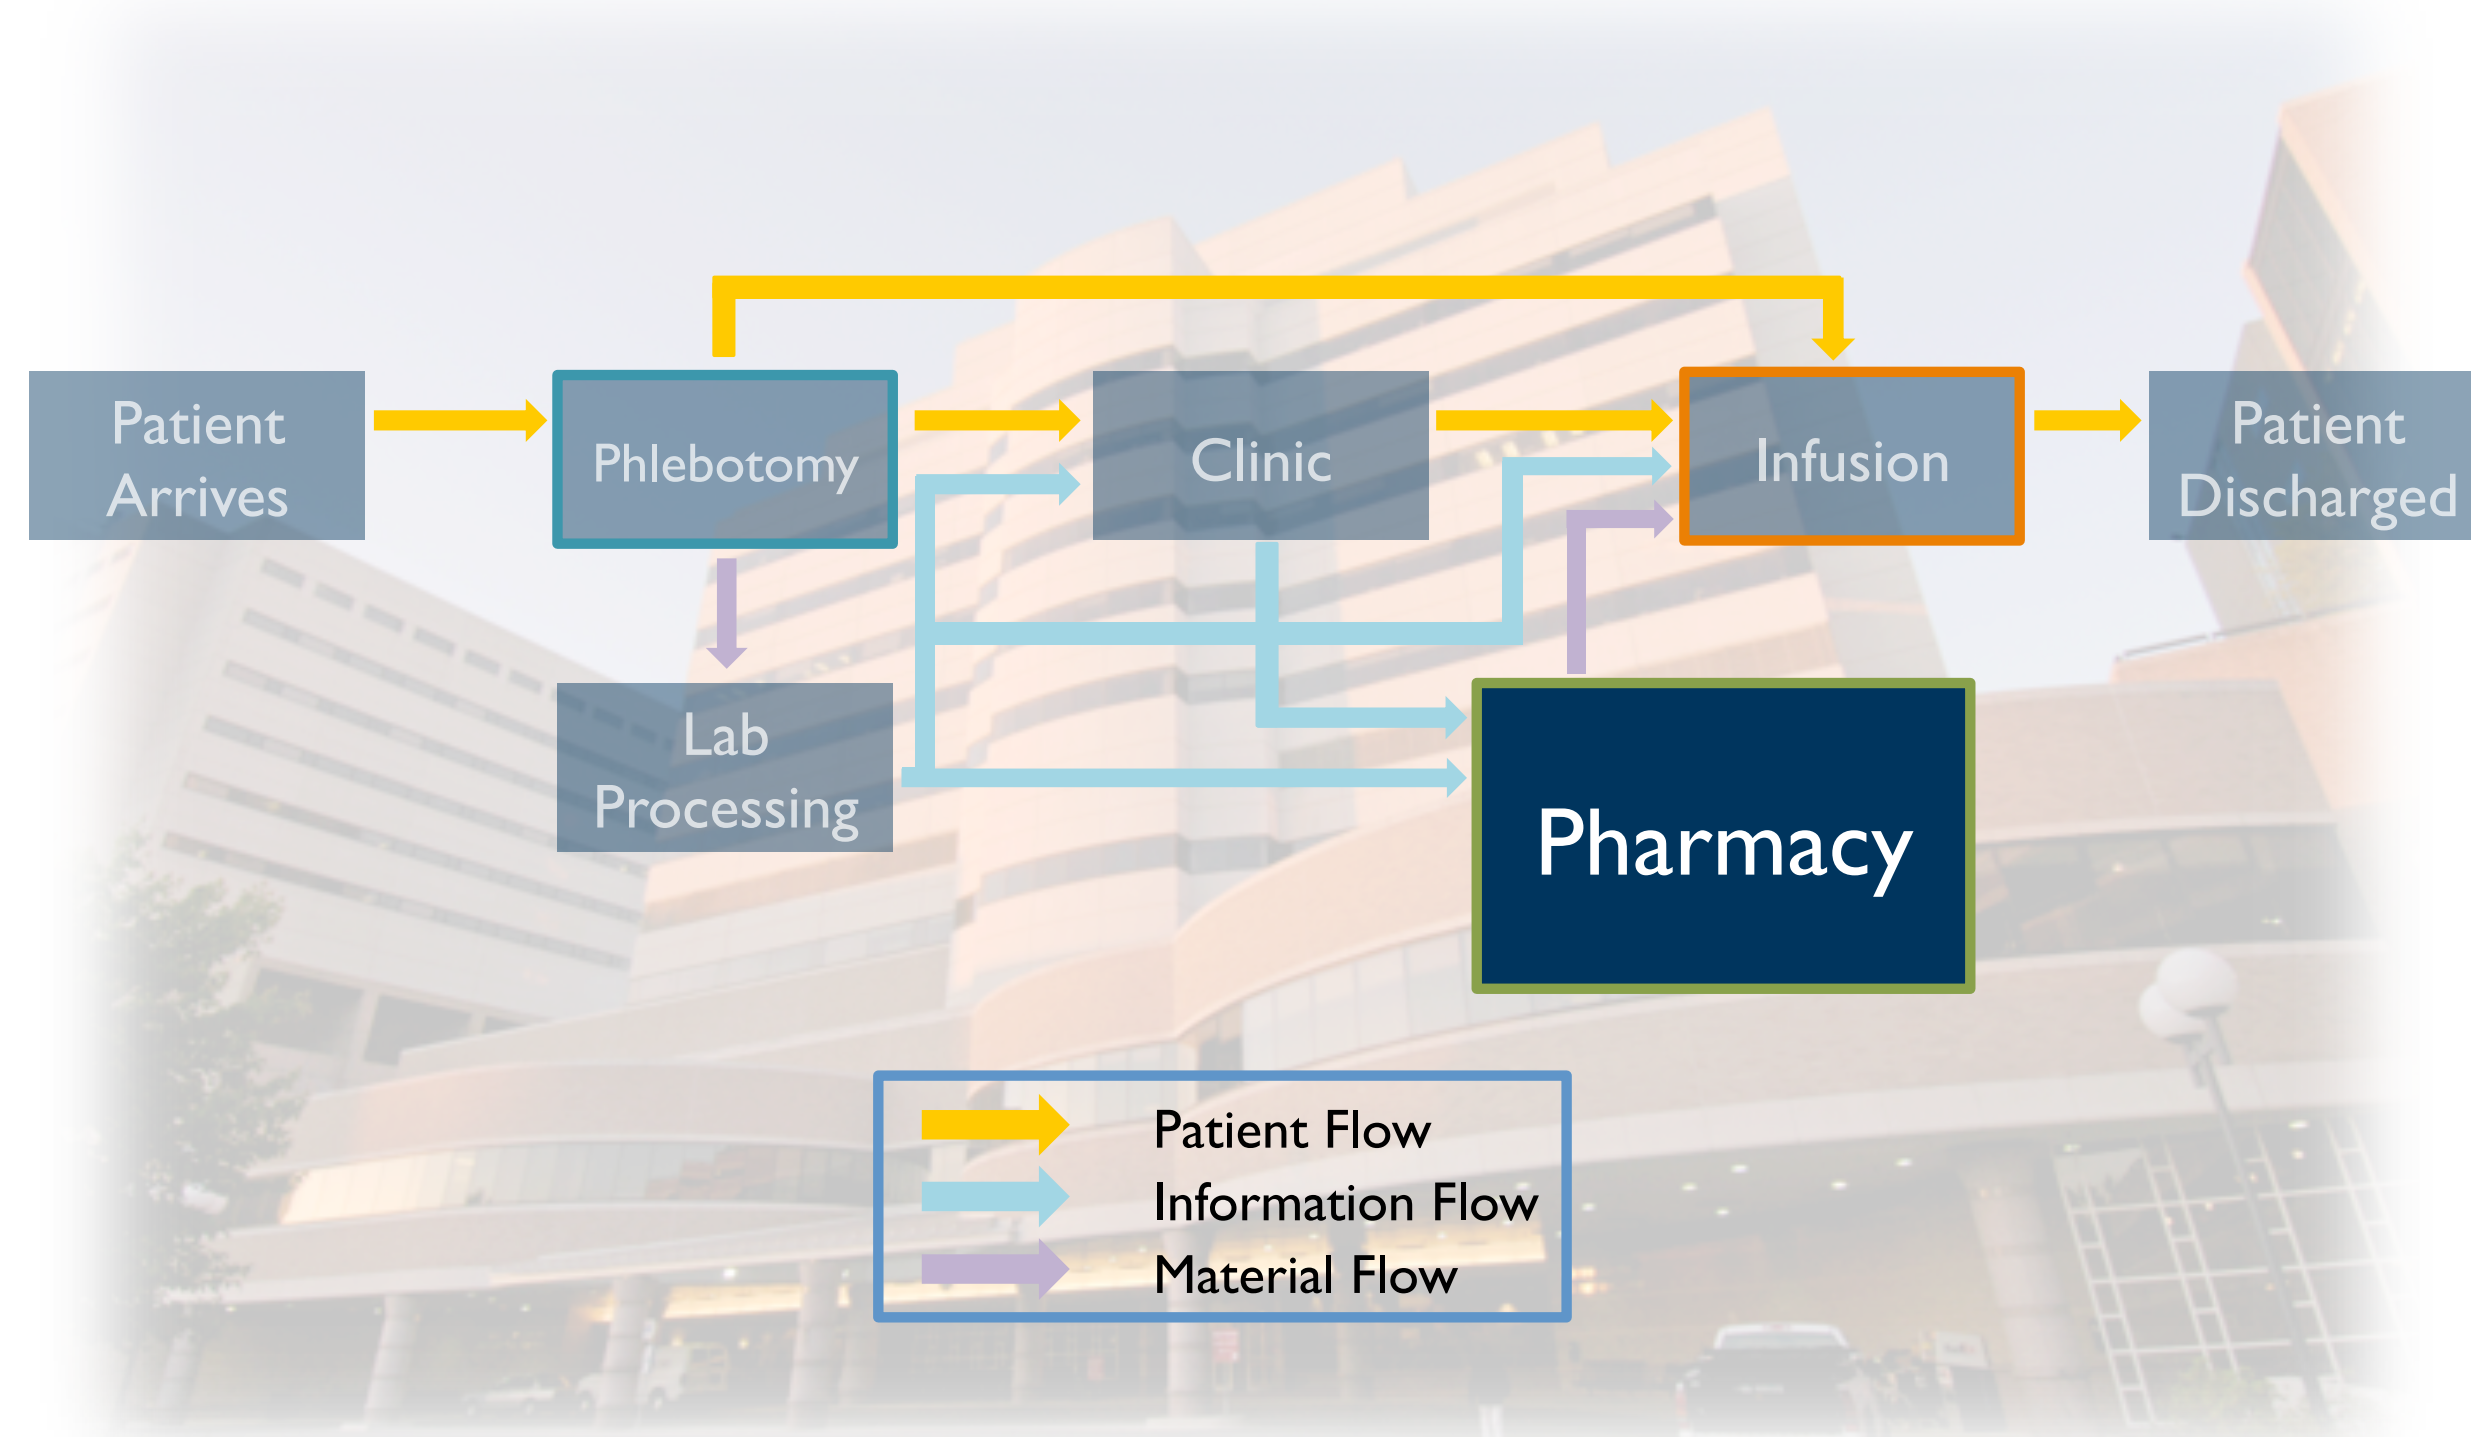 Patient
Arrives
Phlebotomy
Clinic
Infusion
Patient
Discharged
Lab
Processing
Pharmacy
Patient Flow
Information Flow
Material Flow